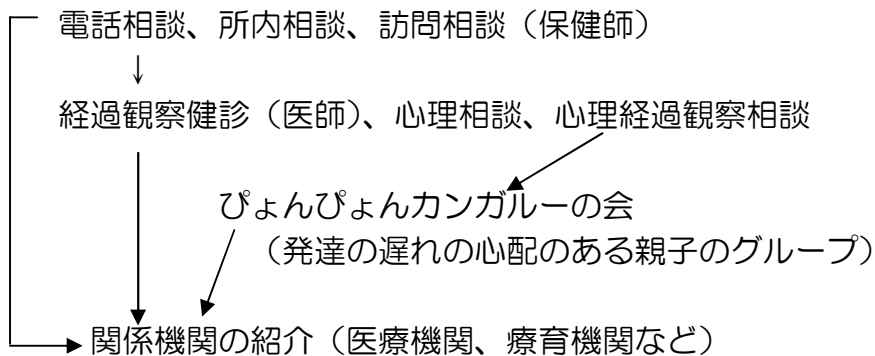 電話相談、所内相談、訪問相談（保健師）
経過観察健診（医師）、心理相談、心理経過観察相談
ぴょんぴょんカンガルーの会
（発達の遅れの心配のある親子のグループ）
関係機関の紹介（医療機関、療育機関など）